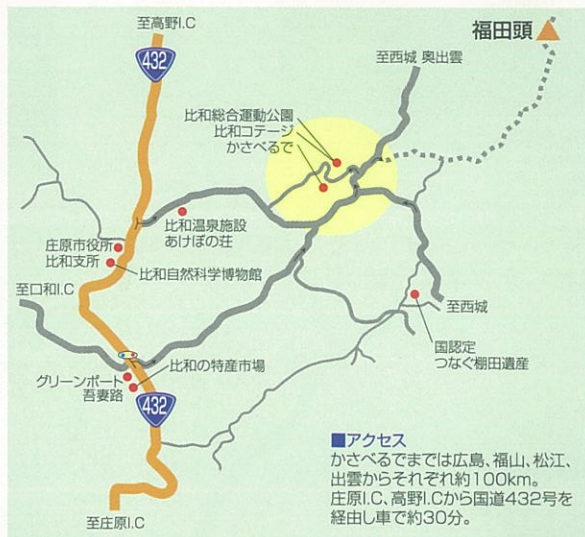 至高野I.C
432
福田頭
至西城 奥出雲
比和総合運動公園
比和コテージ
かさべるで
比和温泉施設
あけぼの荘
庄原市役所
比和支所
比和自然科学博物館
至口和I.C
至西城
国認定
つなぐ棚田遺産
比和の特産市場
グリーンポート
吾妻路
432
■アクセス
かさべるでまでは広島、福山、松江、
出雲からそれぞれ約100km。
庄原I.C、高野I.Cから国道432号を
経由し車で約30分。
至庄原I.C